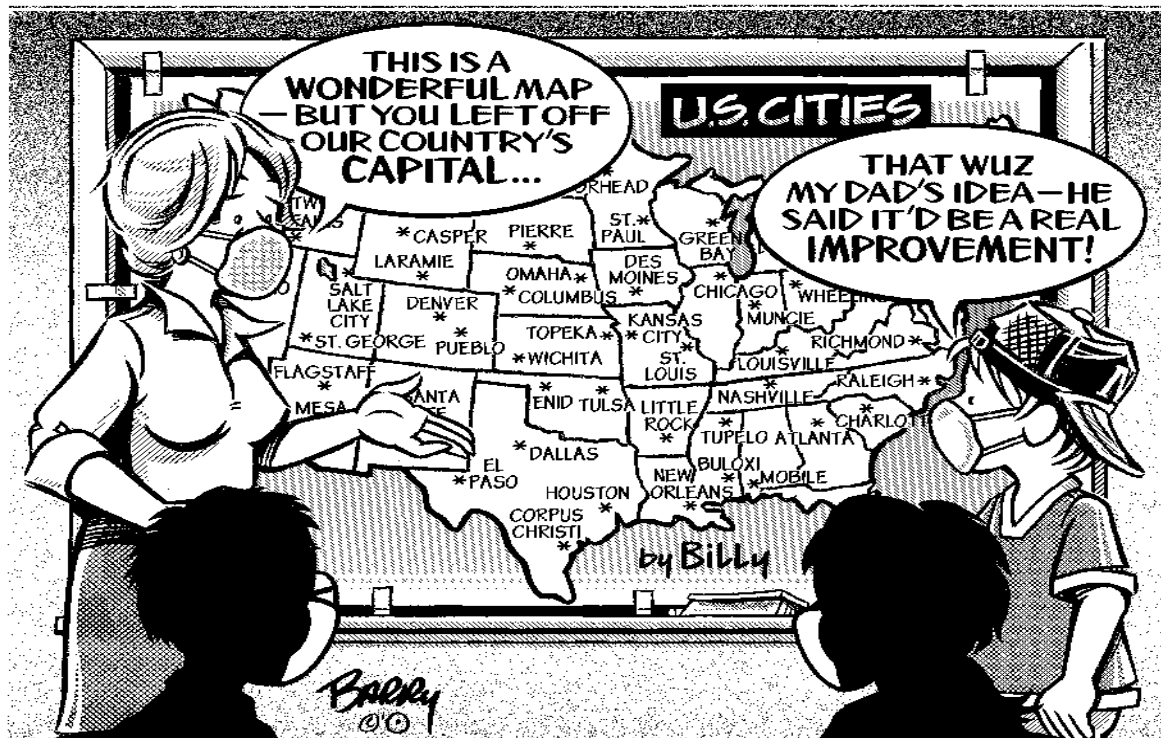 THIS IS A
WONDERFUL MAP
—BUT YOU LEFT OFF
OUR COUNTRY'S
CAPITAL...
U.S. CITIES
THAT WUZ
MY DAD'S IDEA—HE
SAID IT'D BE A REAL
IMPROVEMENT!
CASPER
PIERRE
ST.
PAUL
GREEN
BAY
LARAMIE
OMAHA
DES
MOINES
SALT
LAKE
CITY
DENVER
COLUMBUS
CHICAGO
MUNCIE
KANSAS
CITY
ST. GEORGE
PUEBLO
TOPEKA
WICHITA
ST.
LOUIS
LOUISVILLE
RICHMOND
FLAGSTAFF
MESA
ENID
TULSA
LITTLE
ROCK
NASHVILLE
RALEIGH
TUPELO
ATLANTA
DALLAS
EL
PASO
HOUSTON
NEW
ORLEANS
BULOXI
MOBILE
CORPUS
CHRISTI
by BiLLy
BARRY